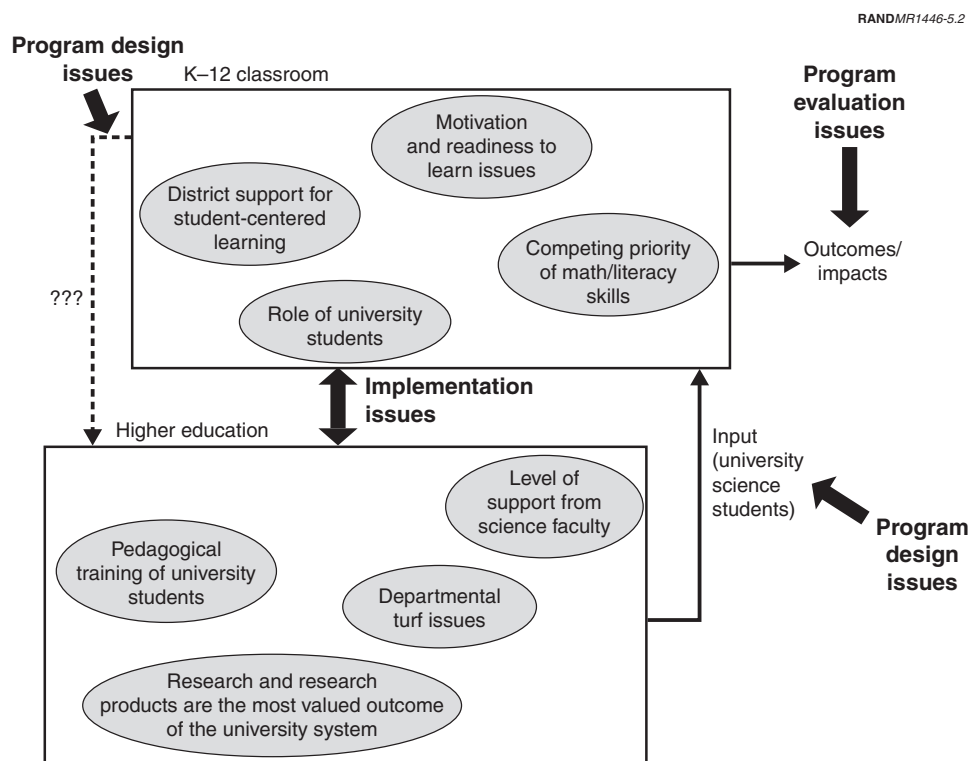 RANDMR1446-5.2
Program design
issues
K–12 classroom
Program
evaluation
issues
Motivation
and readiness to
learn issues
District support for
student-centered
learning
Competing priority
of math/literacy
skills
Outcomes/
impacts
???
Role of university
students
Implementation
issues
Higher education
Input
(university
science
students)
Level of
support from
science faculty
Program
design
issues
Pedagogical
training of university
students
Departmental
turf issues
Research and research
products are the most valued outcome
of the university system